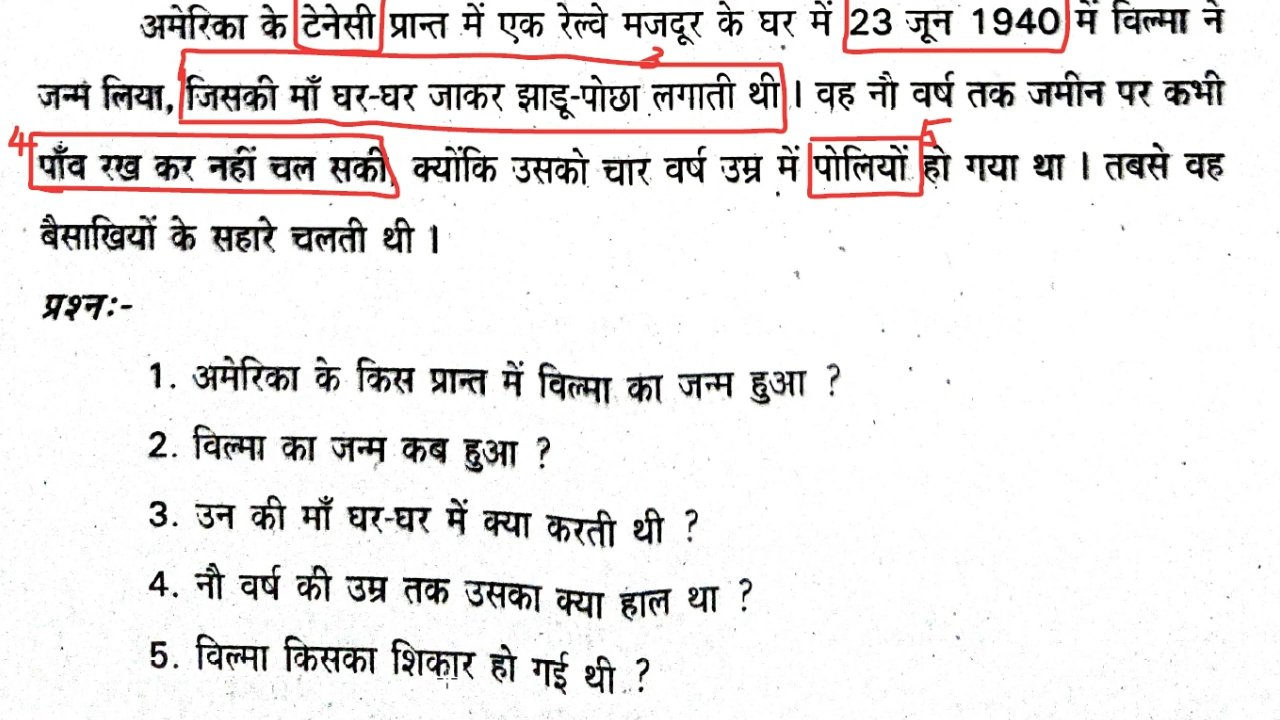 अमेरिका के टेनेसी प्रान्त में एक रेल्वे मजदूर के घर में 23 जून 1940 में विल्मा ने
जन्म लिया, जिसकी माँ घर-घर जाकर झाडू-पोछा लगाती थी । वह नौ वर्ष तक जमीन पर कभी
4 पाँव रख कर नहीं चल सकी, क्योंकि उसको चार वर्ष उम्र में पोलियों हो गया था । तबसे वह
बैसाखियों के सहारे चलती थी ।
प्रश्नः-
1. अमेरिका के किस प्रान्त में विल्मा का जन्म हुआ ?
2. विल्मा का जन्म कब हुआ ?
3. उन की माँ घर-घर में क्या करती थी ?
4. नौ वर्ष की उम्र तक उसका क्या हाल था ?
5. विल्मा किसका शिकार हो गई थी ?